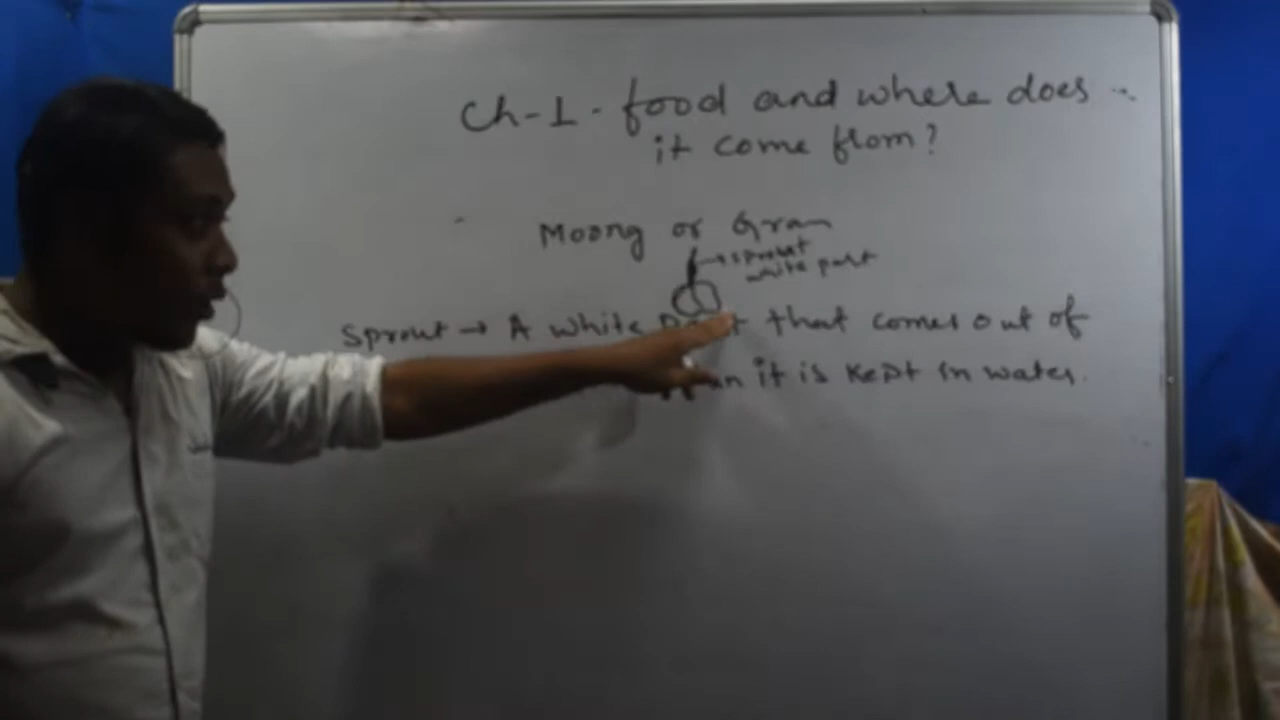 Ch-1. food and where does
it come from?
Moong or Gram
sprout
white part
Sprout → A white part that comes out of
it is kept in water.